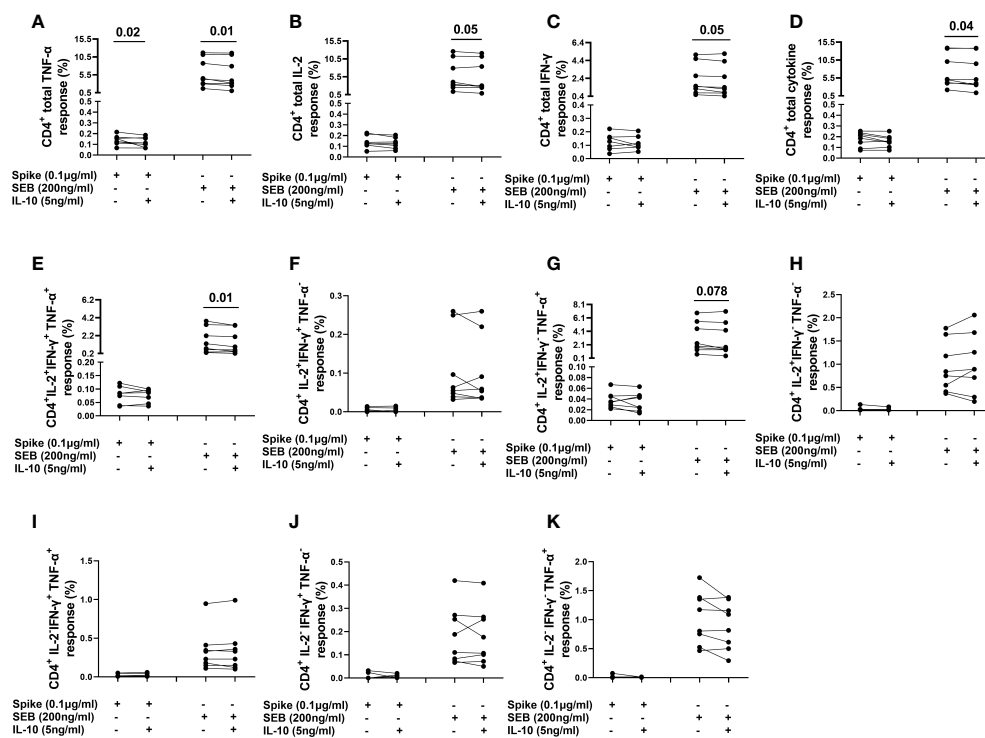 A
CD4+ total TNF-α
response (%)
0.02
0.01
15.5
10.5
5.5
0.5
0.5
0.4
0.3
0.2
0.1
0.0
Spike (0.1µg/ml) + + - -
SEB (200ng/ml) - - + +
IL-10 (5ng/ml) - + - +
B
CD4+ total IL-2
response (%)
0.05
15.5
10.5
5.5
0.5
0.5
0.4
0.3
0.2
0.1
0.0
Spike (0.1µg/ml) + + - -
SEB (200ng/ml) - - + +
IL-10 (5ng/ml) - + - +
C
CD4+ total IFN-γ
response (%)
0.05
6.4
4.4
2.4
0.4
0.4
0.3
0.2
0.1
0.0
Spike (0.1µg/ml) + + - -
SEB (200ng/ml) - - + +
IL-10 (5ng/ml) - + - +
D
CD4+ total cytokine
response (%)
0.04
15.5
10.5
5.5
0.5
0.5
0.4
0.3
0.2
0.1
0.0
Spike (0.1µg/ml) + + - -
SEB (200ng/ml) - - + +
IL-10 (5ng/ml) - + - +
E
CD4+IL-2+IFN-γ+ TNF-α+
response (%)
0.01
6.2
4.2
2.2
0.2
0.20
0.15
0.10
0.05
0.00
Spike (0.1µg/ml) + + - -
SEB (200ng/ml) - - + +
IL-10 (5ng/ml) - + - +
F
CD4+ IL-2+IFN-γ+ TNF-α-
response (%)
0.3
0.2
0.1
0.0
Spike (0.1µg/ml) + + - -
SEB (200ng/ml) - - + +
IL-10 (5ng/ml) - + - +
G
CD4+ IL-2+IFN-γ- TNF-α+
response (%)
0.078
8.1
6.1
4.1
2.1
0.1
0.10
0.08
0.06
0.04
0.02
0.00
Spike (0.1µg/ml) + + - -
SEB (200ng/ml) - - + +
IL-10 (5ng/ml) - + - +
H
CD4+ IL-2+IFN-γ- TNF-α-
response (%)
2.5
2.0
1.5
1.0
0.5
0.0
Spike (0.1µg/ml) + + - -
SEB (200ng/ml) - - + +
IL-10 (5ng/ml) - + - +
I
CD4+ IL-2-IFN-γ+ TNF-α+
response (%)
1.5
1.0
0.5
0.0
Spike (0.1µg/ml) + + - -
SEB (200ng/ml) - - + +
IL-10 (5ng/ml) - + - +
J
CD4+ IL-2- IFN-γ+ TNF-α-
response (%)
0.5
0.4
0.3
0.2
0.1
0.0
Spike (0.1µg/ml) + + - -
SEB (200ng/ml) - - + +
IL-10 (5ng/ml) - + - +
K
CD4+ IL-2- IFN-γ- TNF-α+
response (%)
2.0
1.5
1.0
0.5
0.0
Spike (0.1µg/ml) + + - -
SEB (200ng/ml) - - + +
IL-10 (5ng/ml) - + - +